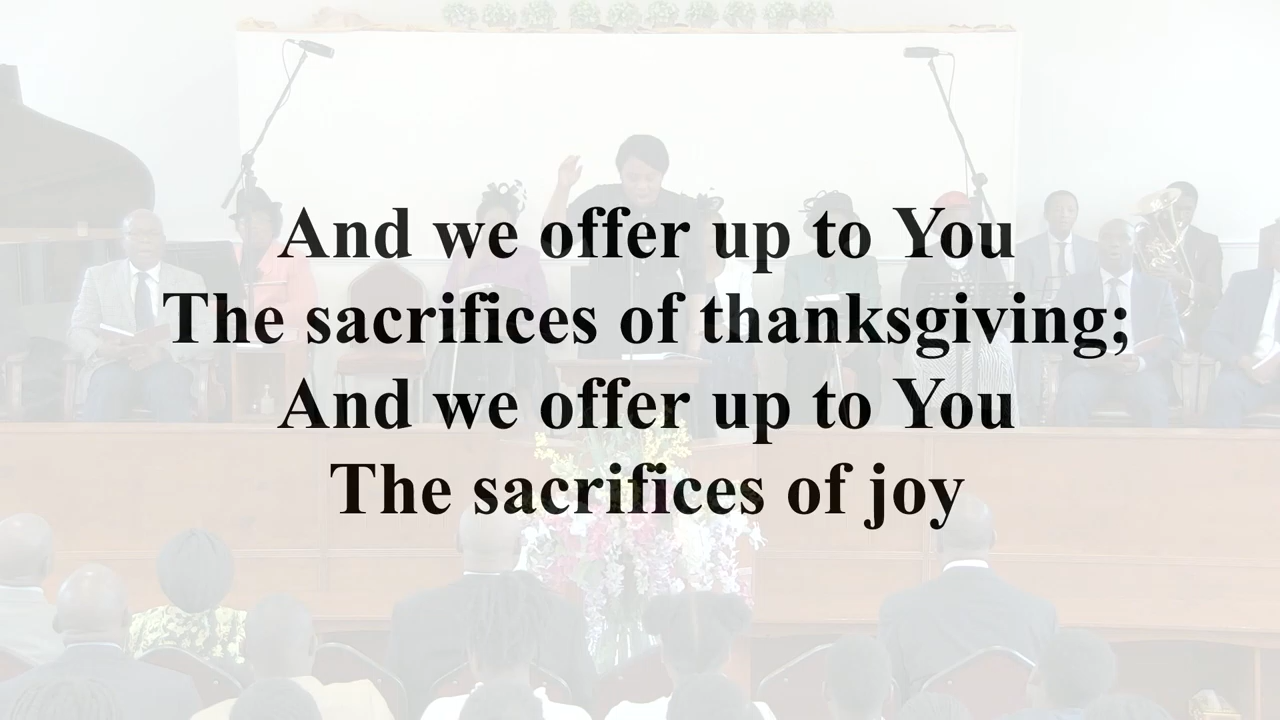 And we offer up to You
The sacrifices of thanksgiving;
And we offer up to You
The sacrifices of joy